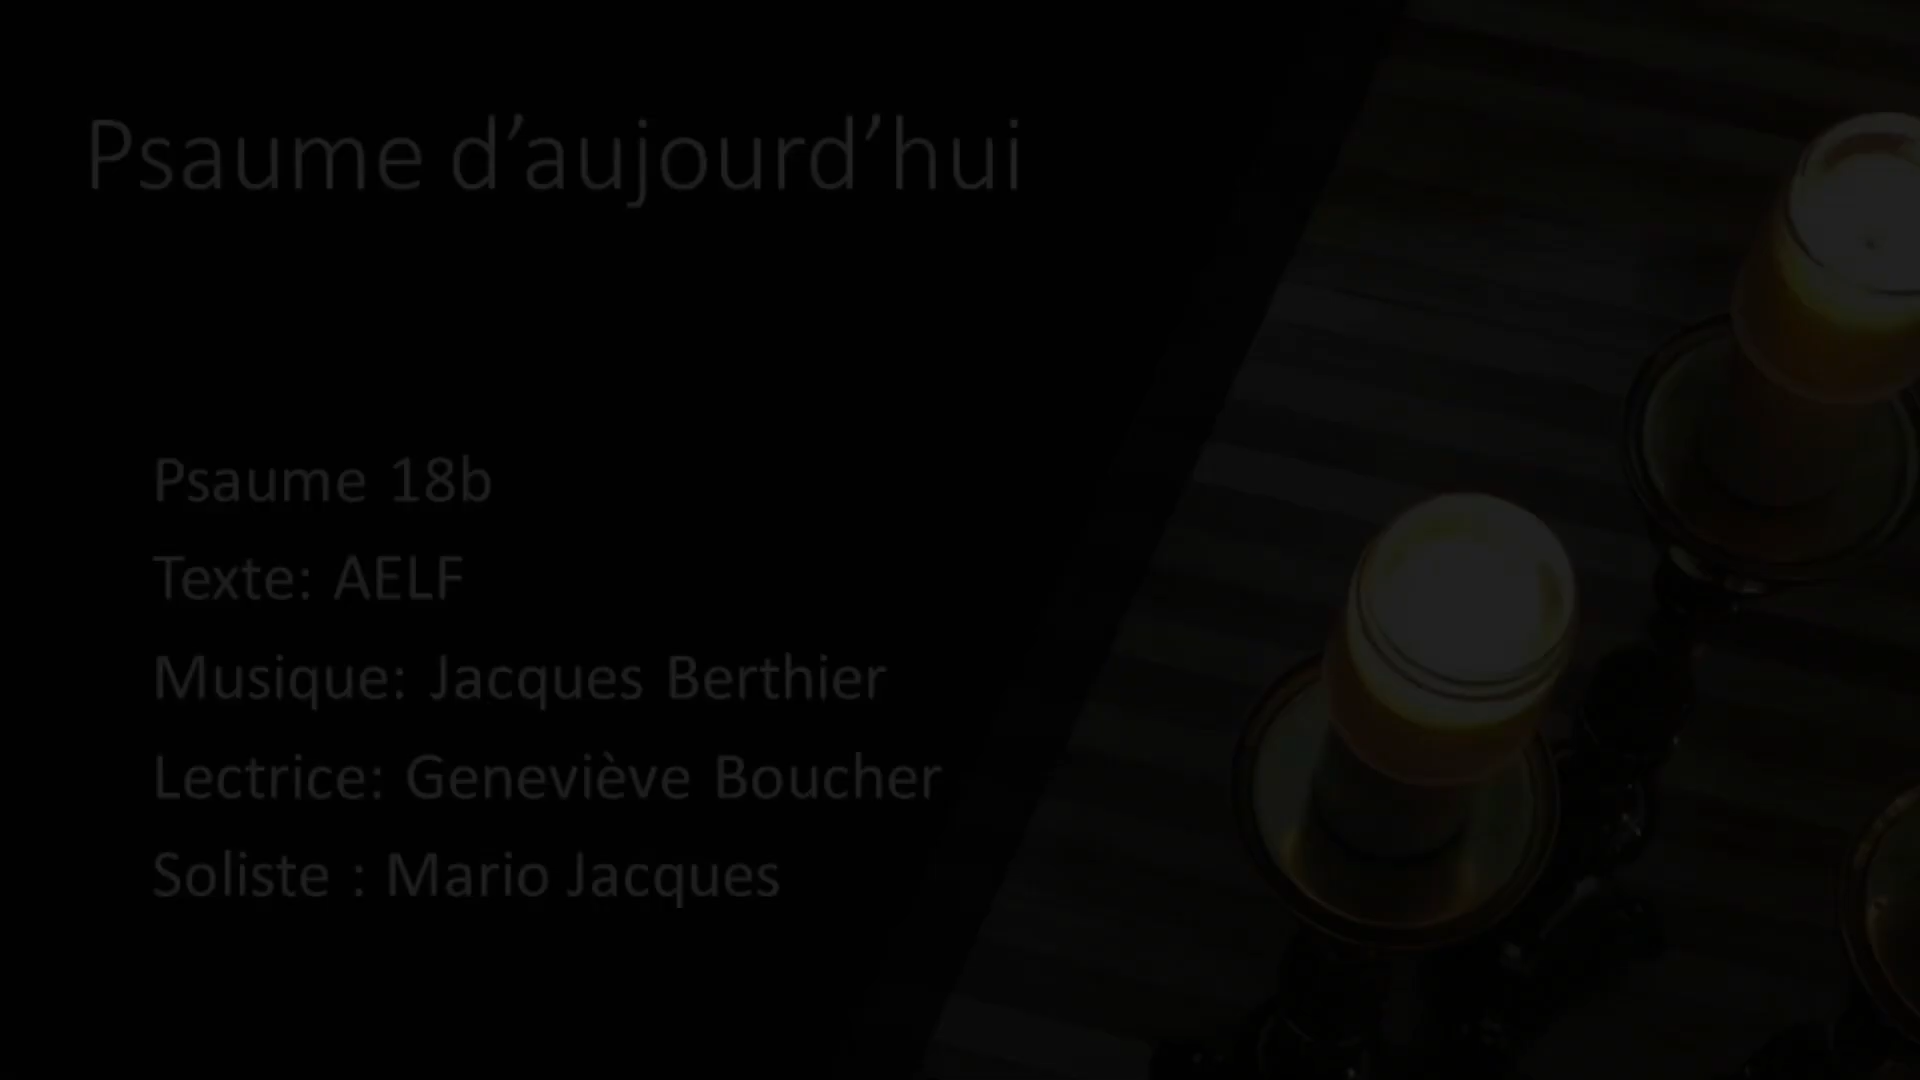 Psaume d’aujourd’hui
Psaume 18b
Texte: AELF
Musique: Jacques Berthier
Lectrice: Geneviève Boucher
Soliste : Mario Jacques